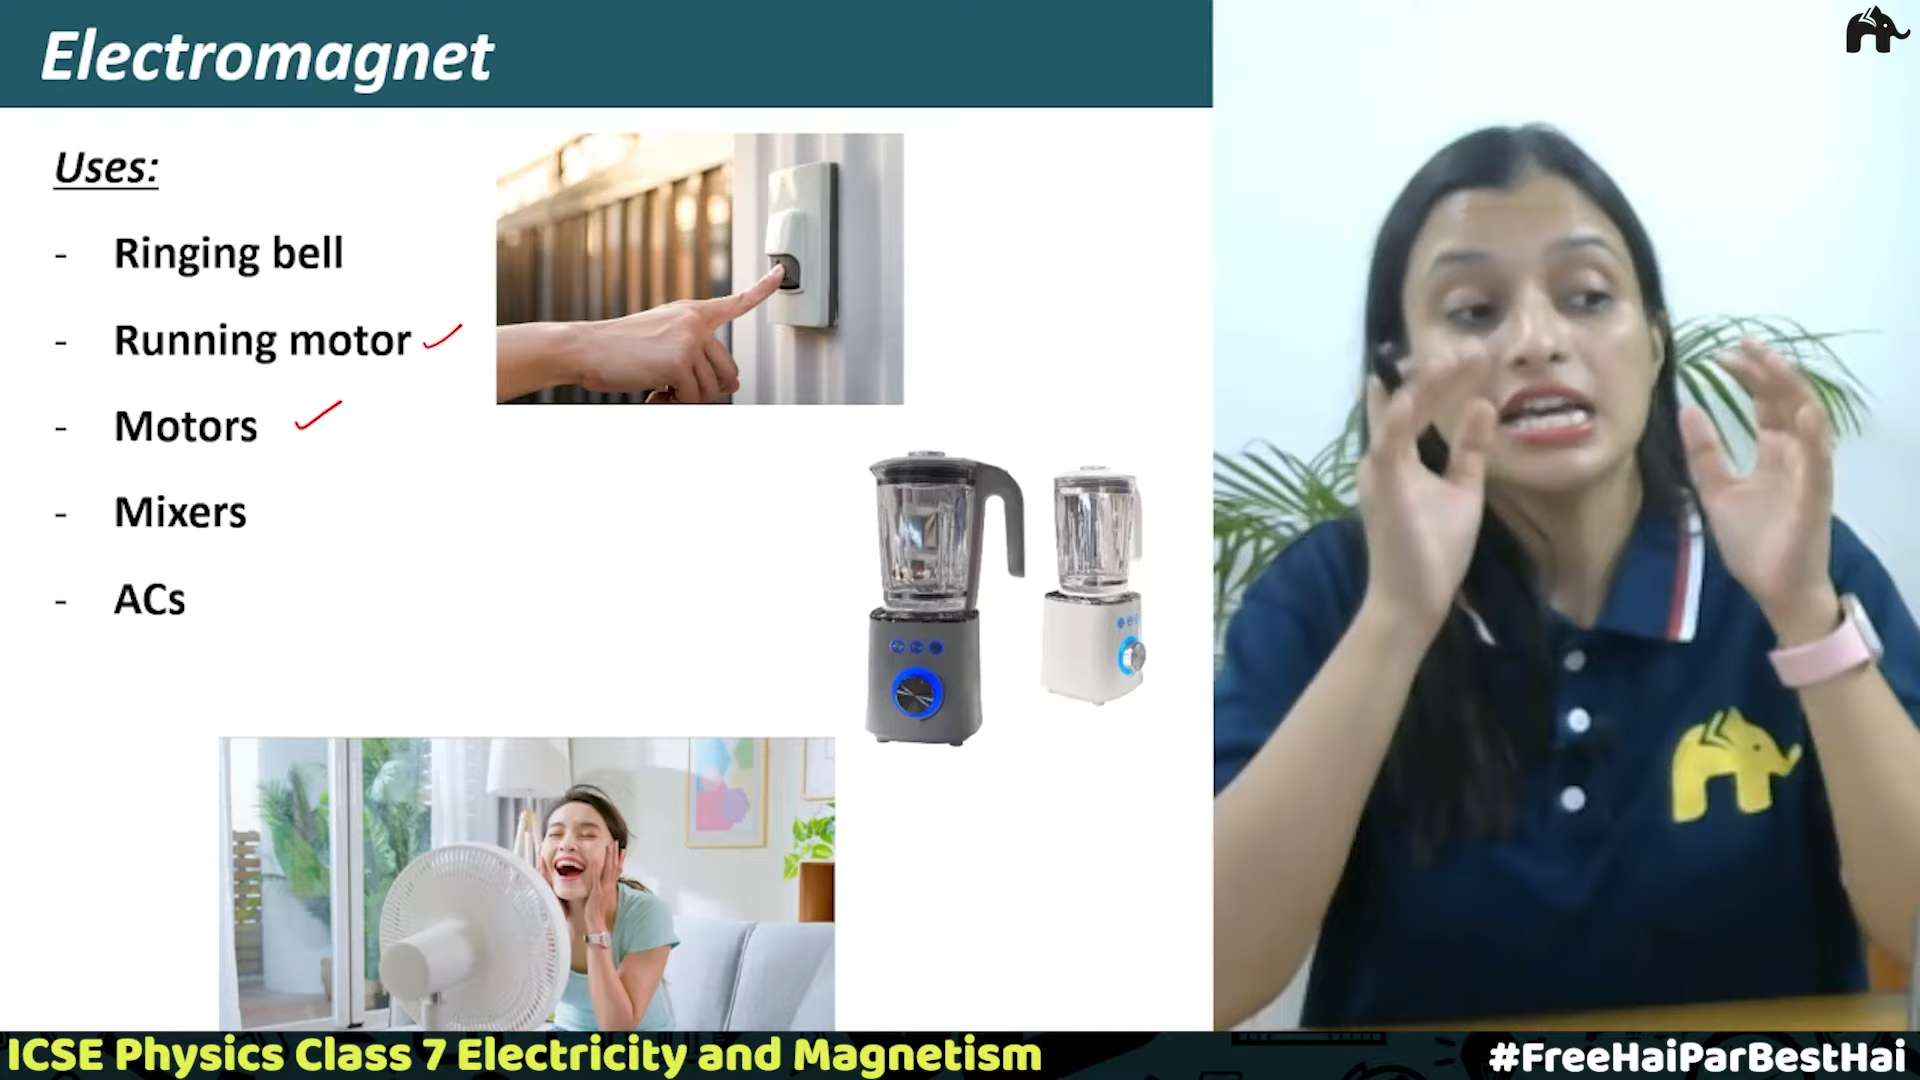 Electromagnet
Uses:
- Ringing bell
- Running motor
- Motors
- Mixers
- ACs
ICSE Physics Class 7 Electricity and Magnetism
#FreeHaiParBestHai